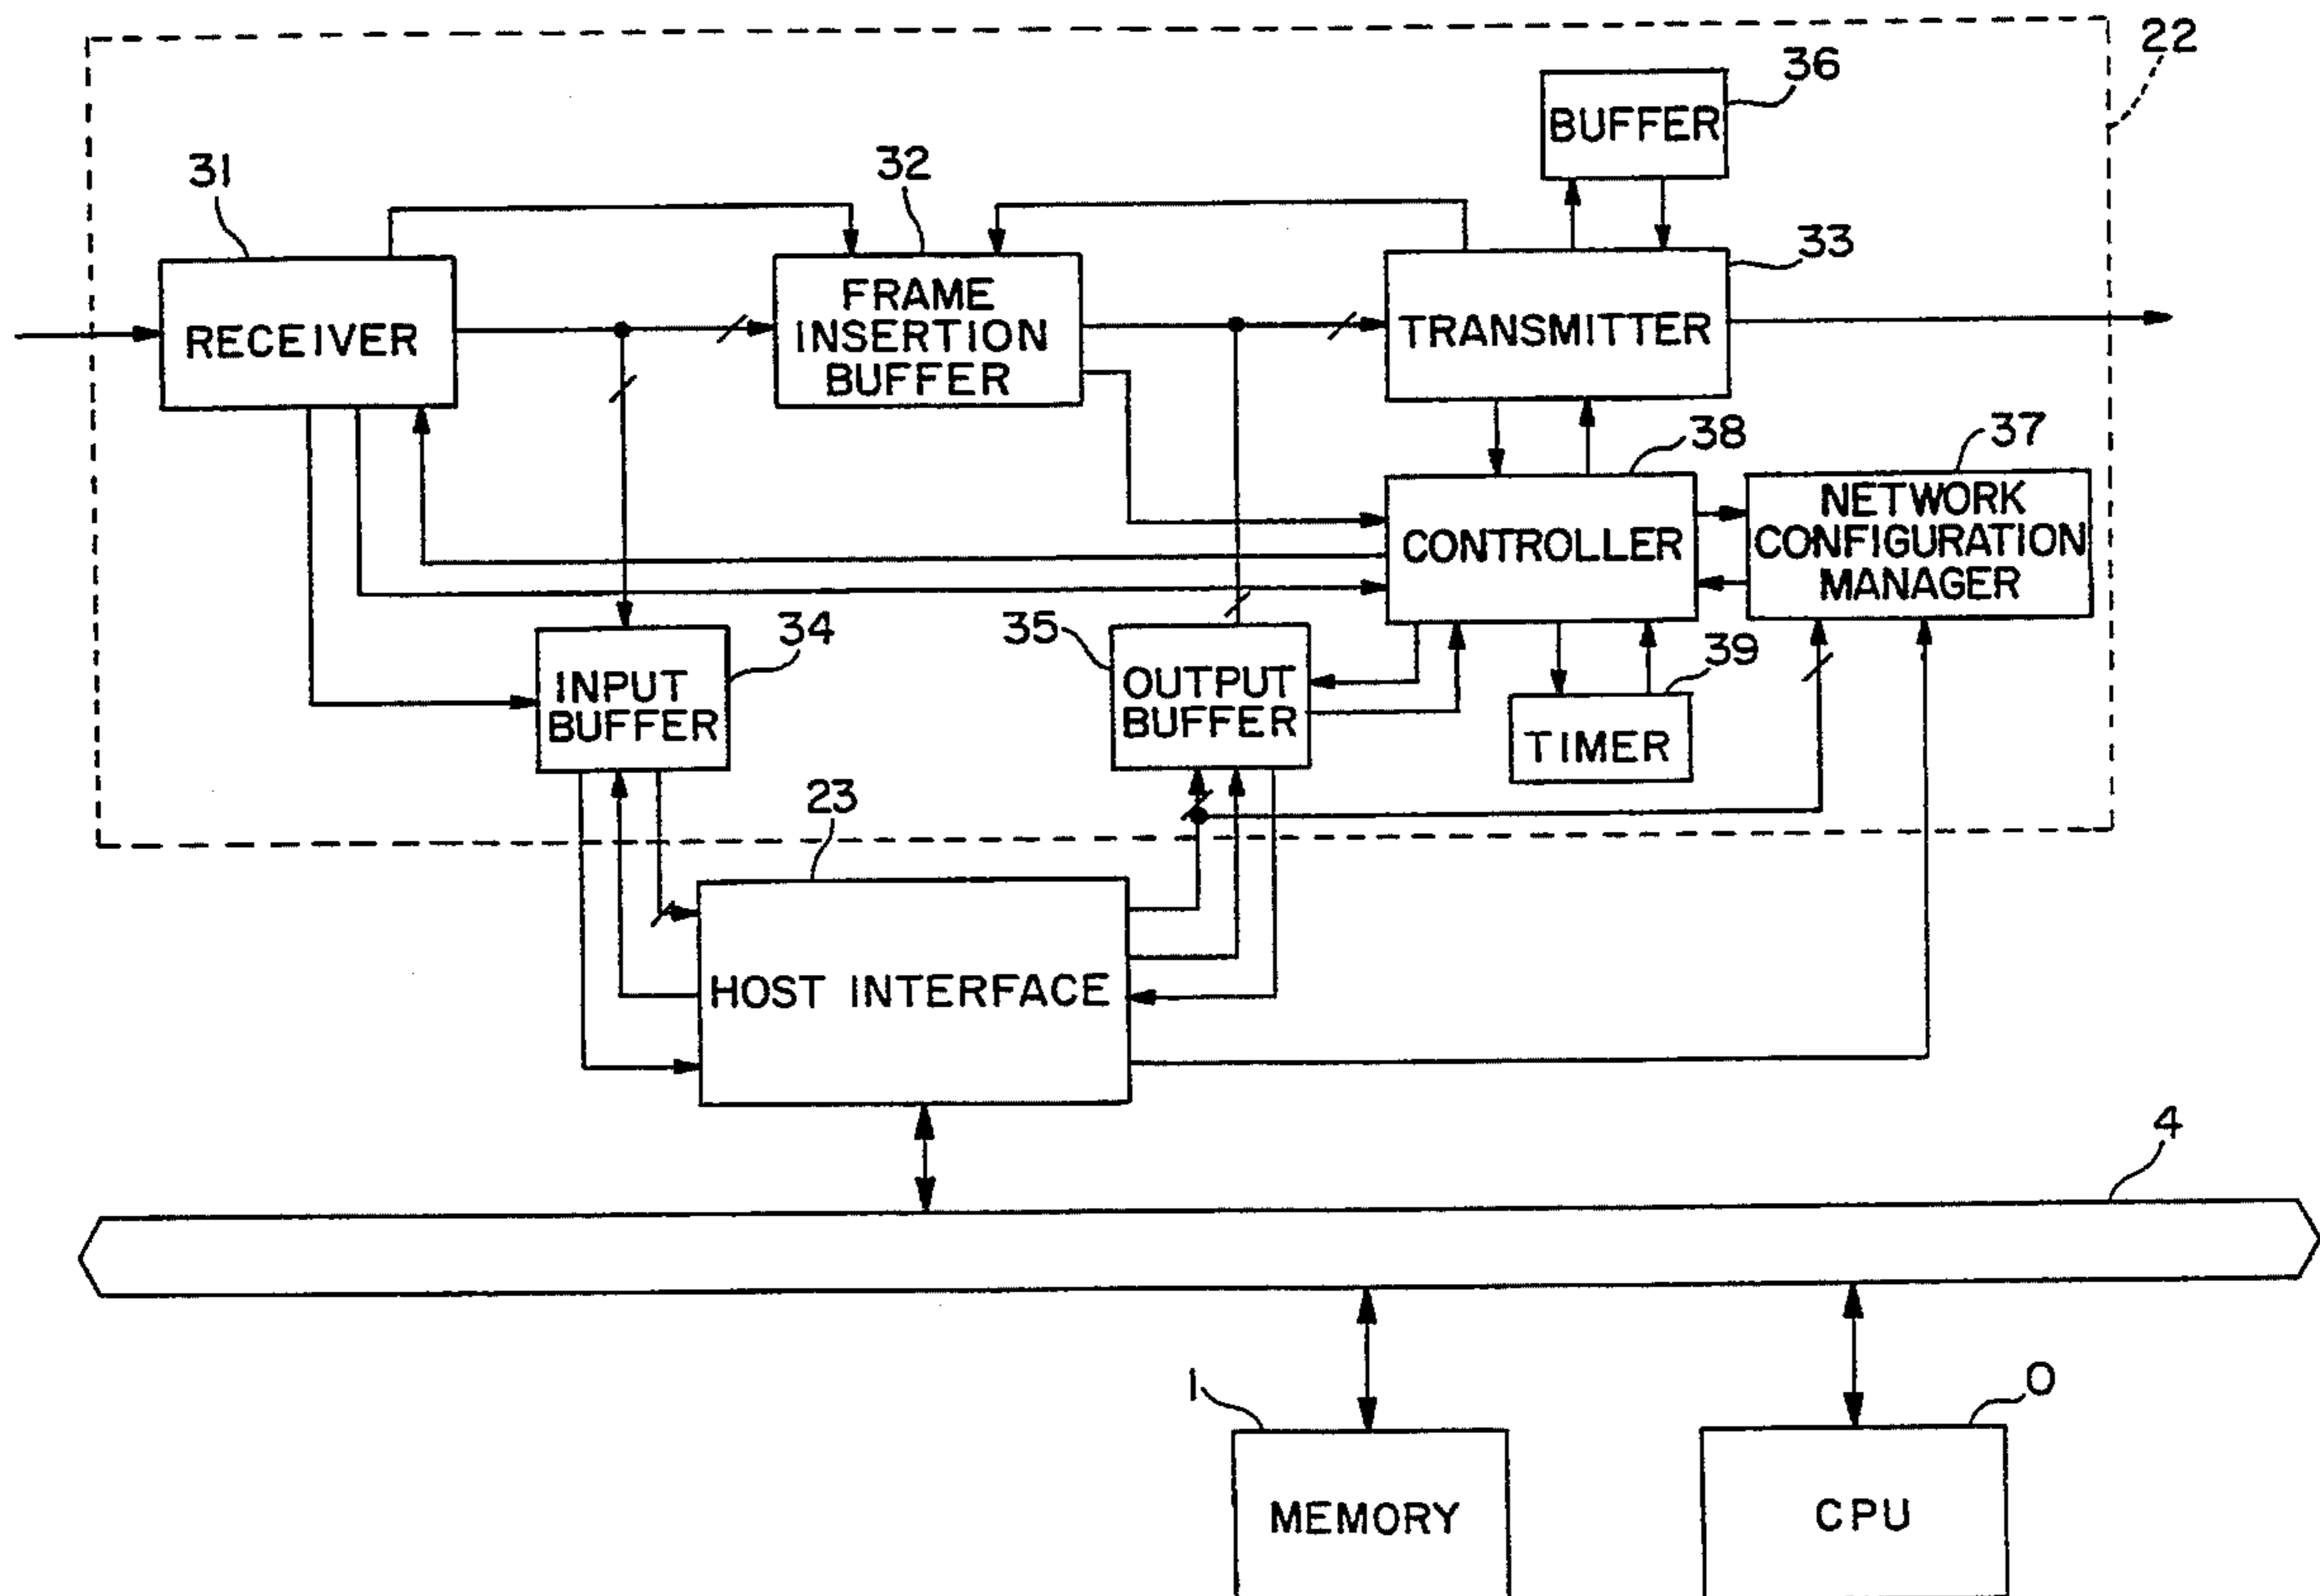 22
36
BUFFER
31
32
33
RECEIVER
FRAME
INSERTION
BUFFER
TRANSMITTER
38
37
CONTROLLER
NETWORK
CONFIGURATION
MANAGER
34
35
39
INPUT
BUFFER
OUTPUT
BUFFER
TIMER
23
HOST INTERFACE
4
1
0
MEMORY
CPU